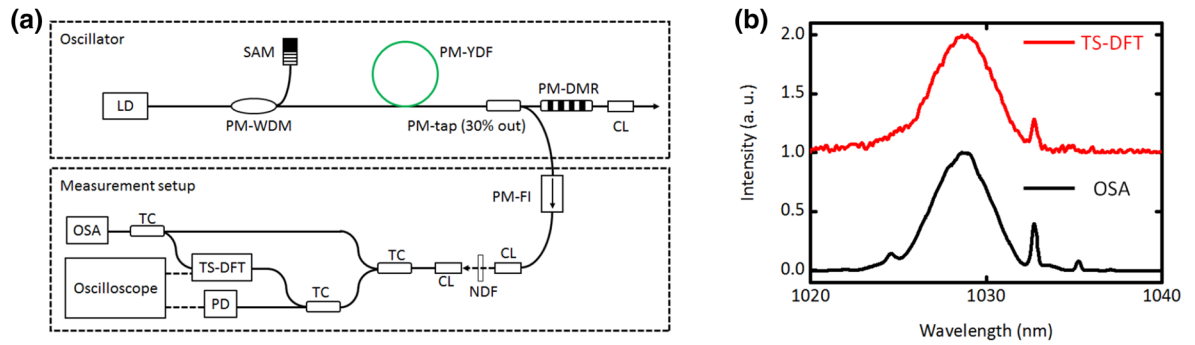 (a)
Oscillator
SAM
PM-YDF
LD
PM-WDM
PM-tap (30% out)
PM-DMR
CL
Measurement setup
PM-FI
OSA
TC
TS-DFT
Oscilloscope
PD
TC
TC
CL
NDF
CL
(b)
2.0
1.5
1.0
0.5
0.0
Intensity (a. u.)
TS-DFT
OSA
1020
1030
1040
Wavelength (nm)